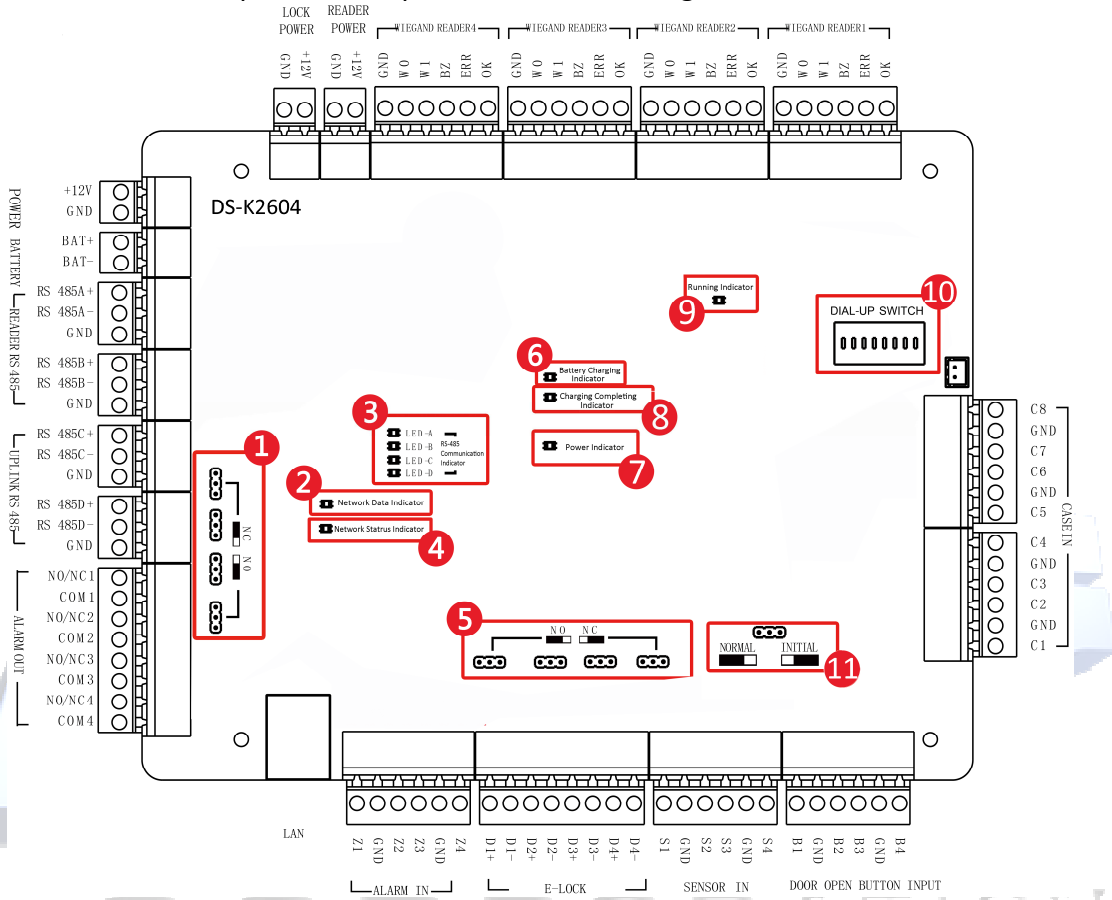 LOCK POWER
READER POWER
WIEGAND READER4
WIEGAND READER3
WIEGAND READER2
WIEGAND READER1
GND +12V
GND +12V
GND W0 W1 BZ ERR OK
GND W0 W1 BZ ERR OK
GND W0 W1 BZ ERR OK
GND W0 W1 BZ ERR OK
DS-K2604
POWER
+12V
GND
BATTERY
BAT+
BAT-
READER RS 485
RS 485A+
RS 485A-
GND
RS 485B+
RS 485B-
GND
UPLINK RS 485
RS 485C+
RS 485C-
GND
RS 485D+
RS 485D-
GND
ALARM OUT
NO/NC1
COM1
NO/NC2
COM2
NO/NC3
COM3
NO/NC4
COM4
1
NC
NO
2
Network Data Indicator
3
LED-A
LED-B
LED-C
LED-D
RS-485
Communication
Indicator
4
Network Statrus Indicator
5
NO NC
6
Battery Charging
Indicator
Charging Completing
Indicator
8
Power Indicator
7
Running Indicator
9
10
DIAL-UP SWITCH
NORMAL INITIAL
11
C8
GND
C7
C6
GND
C5
C4
GND
C3
C2
GND
C1
CASE IN
LAN
Z1 GND Z2 Z3 GND Z4
ALARM IN
D1+ D1- D2+ D2- D3+ D3- D4+ D4-
E-LOCK
S1 GND S2 S3 GND S4
SENSOR IN
B1 GND B2 B3 GND B4
DOOR OPEN BUTTON INPUT